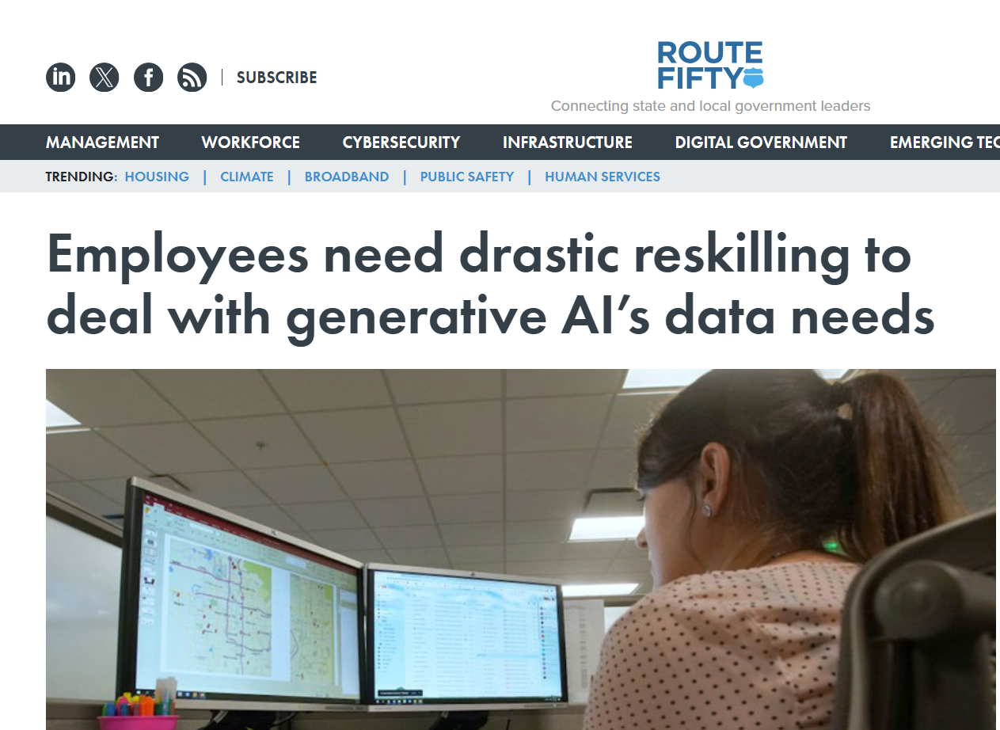 in X f SUBSCRIBE
ROUTE
FIFTY
Connecting state and local government leaders
MANAGEMENT WORKFORCE CYBERSECURITY INFRASTRUCTURE DIGITAL GOVERNMENT EMERGING TEC
TRENDING: HOUSING | CLIMATE | BROADBAND | PUBLIC SAFETY | HUMAN SERVICES
Employees need drastic reskilling to
deal with generative AI’s data needs